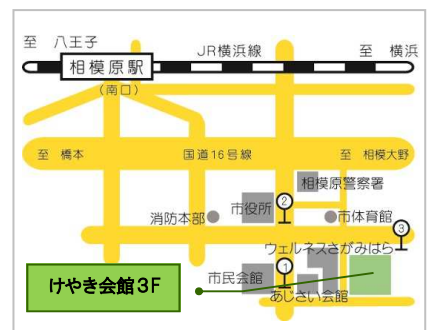 至 八王子
JR横浜線
至 横浜
相模原駅
(南口)
至 橋本
国道16号線
至 相模大野
相模原警察署
②
市役所
消防本部
市体育館
③
ウェルネスさがみはら
けやき会館3F
市民会館
①
あじさい会館